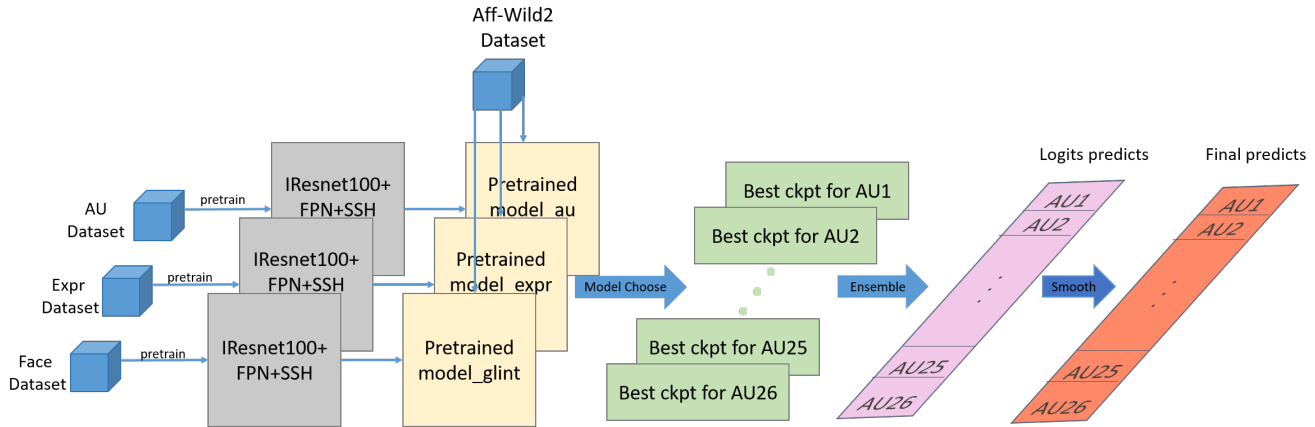 Aff-Wild2
Dataset
AU
Dataset
pretrain
IResnet100+
FPN+SSH
Pretrained
model_au
Expr
Dataset
pretrain
IResnet100+
FPN+SSH
Pretrained
model_expr
Face
Dataset
pretrain
IResnet100+
FPN+SSH
Pretrained
model_glint
Model Choose
Best ckpt for AU1
Best ckpt for AU2
Best ckpt for AU25
Best ckpt for AU26
Ensemble
Logits predicts
AU1
AU2
AU25
AU26
Smooth
Final predicts
AU1
AU2
AU25
AU26